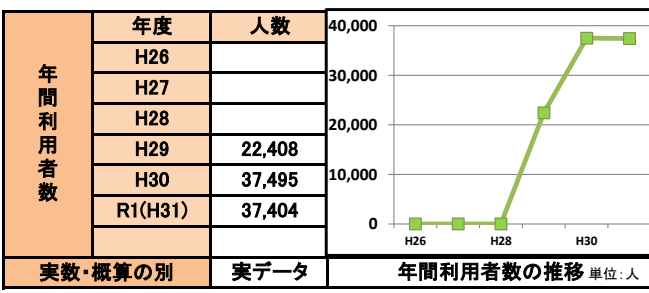 年間利用者数
年度 人数
H26
H27
H28
H29 22,408
H30 37,495
R1(H31) 37,404
実数・概算の別 実データ
40,000
30,000
20,000
10,000
0
H26 H28 H30
年間利用者数の推移 単位:人